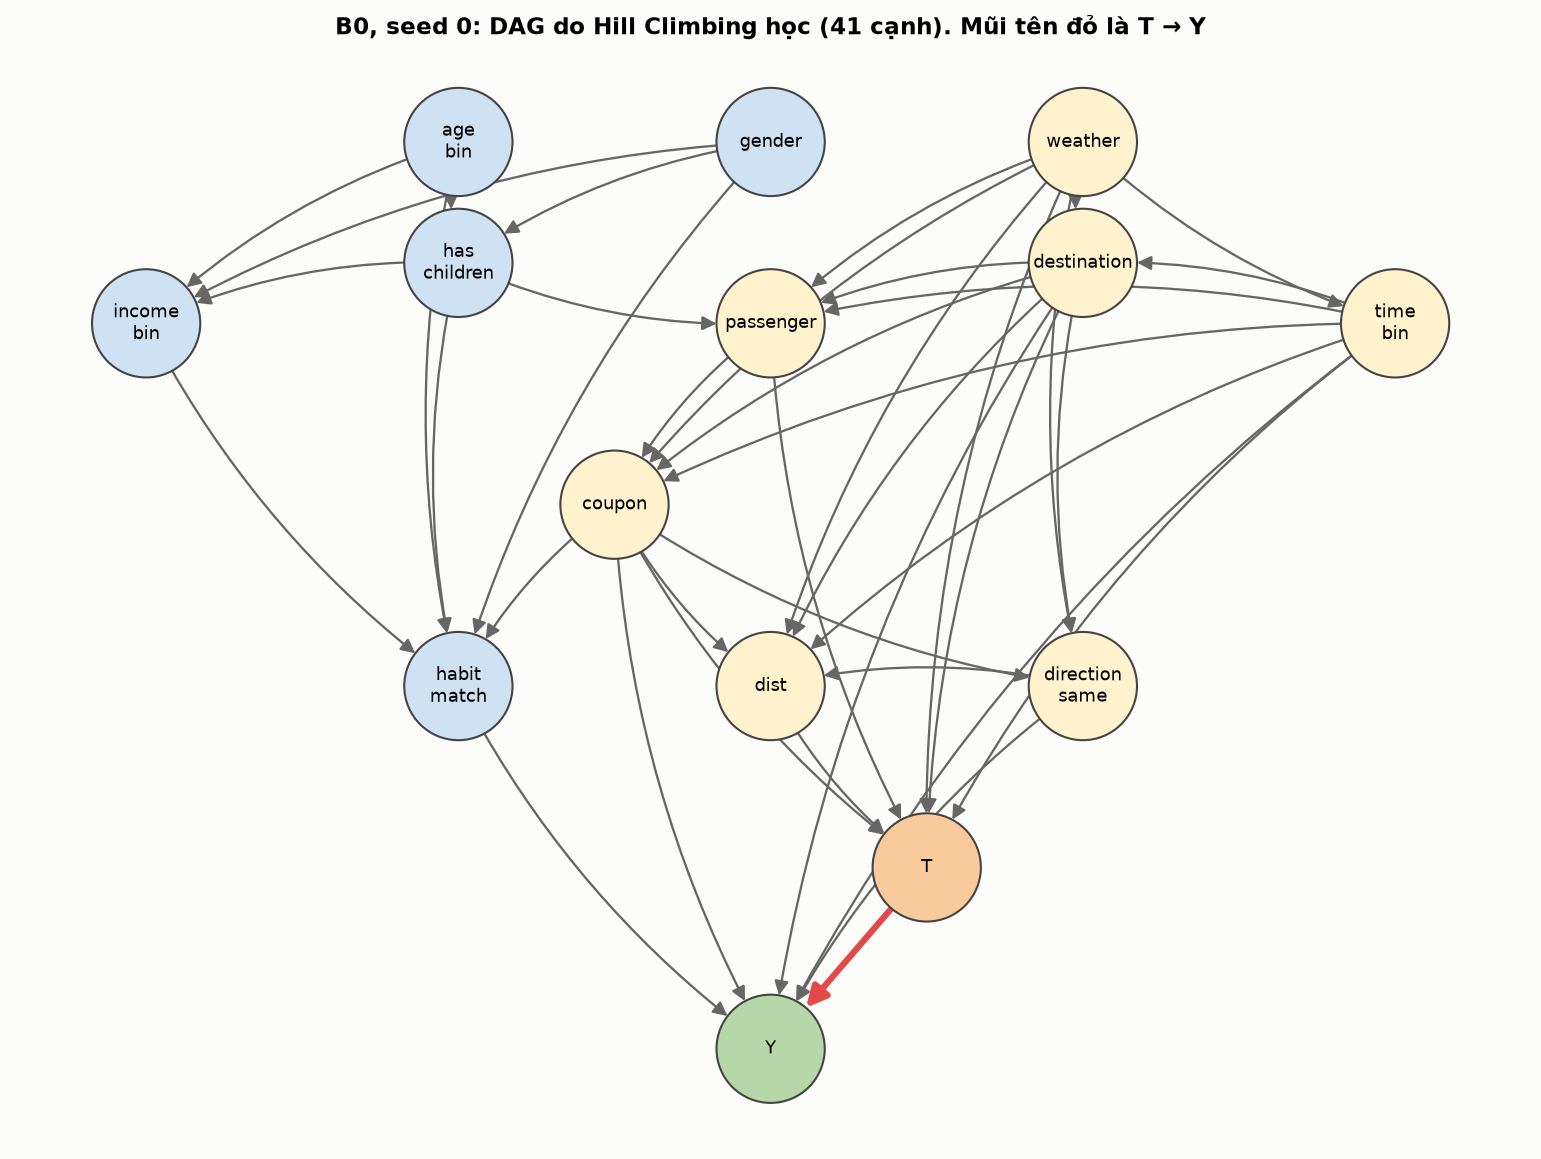 B0, seed 0: DAG do Hill Climbing học (41 cạnh). Mũi tên đỏ là T → Y
age
bin
gender
weather
has
children
destination
income
bin
passenger
time
bin
coupon
habit
match
dist
direction
same
T
Y